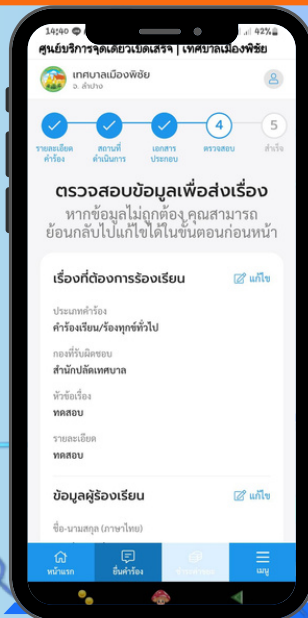 14:40
42%
ศูนย์บริการจุดเดียวเบ็ดเสร็จ | เทศบาลเมืองพิชัย
เทศบาลเมืองพิชัย
จ. ลำปาง
4
5
รายละเอียดคำร้อง
สถานที่ดำเนินการ
เอกสารประกอบ
ตรวจสอบ
สำเร็จ
ตรวจสอบข้อมูลเพื่อส่งเรื่อง
หากข้อมูลไม่ถูกต้อง คุณสามารถ
ย้อนกลับไปแก้ไขได้ในขั้นตอนก่อนหน้า
เรื่องที่ต้องการร้องเรียน
แก้ไข
ประเภทคำร้อง
คำร้องเรียน/ร้องทุกข์ทั่วไป
กองที่รับผิดชอบ
สำนักปลัดเทศบาล
หัวข้อเรื่อง
ทดสอบ
รายละเอียด
ทดสอบ
ข้อมูลผู้ร้องเรียน
แก้ไข
ชื่อ-นามสกุล (ภาษาไทย)
หน้าแรก
ยื่นคำร้อง
เมนู